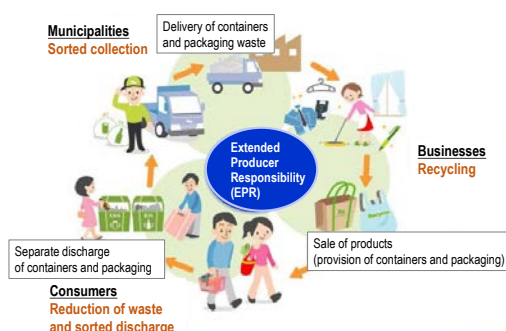 Municipalities
Sorted collection
Delivery of containers
and packaging waste
Extended
Producer
Responsibility
(EPR)
Businesses
Recycling
Sale of products
(provision of containers and packaging)
Separate discharge
of containers and packaging
Consumers
Reduction of waste
and sorted discharge